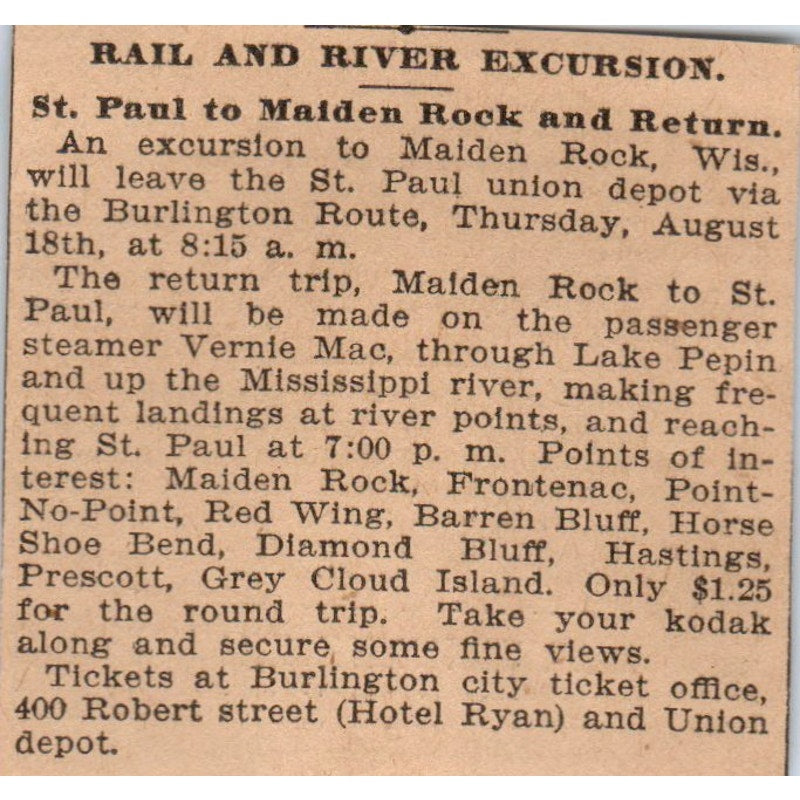 RAIL AND RIVER EXCURSION.
St. Paul to Maiden Rock and Return.
An excursion to Maiden Rock, Wis.,
will leave the St. Paul union depot via
the Burlington Route, Thursday, August
18th, at 8:15 a. m.
The return trip, Maiden Rock to St.
Paul, will be made on the passenger
steamer Vernie Mac, through Lake Pepin
and up the Mississippi river, making fre-
quent landings at river points, and reach-
ing St. Paul at 7:00 p. m. Points of in-
terest: Maiden Rock, Frontenac, Point-
No-Point, Red Wing, Barren Bluff, Horse
Shoe Bend, Diamond Bluff, Hastings,
Prescott, Grey Cloud Island. Only $1.25
for the round trip. Take your kodak
along and secure some fine views.
Tickets at Burlington city ticket office,
400 Robert street (Hotel Ryan) and Union
depot.